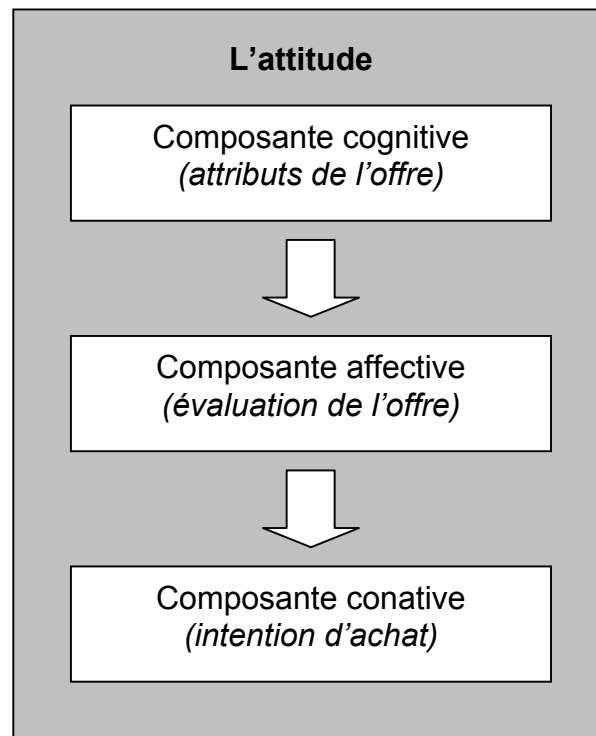 L’attitude
Composante cognitive
(attributs de l’offre)
Composante affective
(évaluation de l’offre)
Composante conative
(intention d’achat)